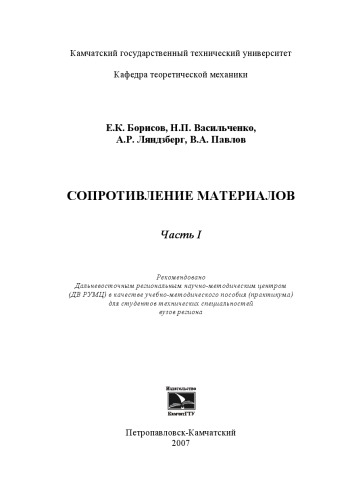 Камчатский государственный технический университет
Кафедра теоретической механики
Е.К. Борисов, Н.П. Васильченко,
А.Р. Ляндзберг, В.А. Павлов
СОПРОТИВЛЕНИЕ МАТЕРИАЛОВ
Часть I
Рекомендовано
Дальневосточным региональным научно-методическим центром
(ДВ РУМЦ) в качестве учебно-методического пособия (практикума)
для студентов технических специальностей
вузов региона
Издательство
КамчатГТУ
Петропавловск-Камчатский
2007